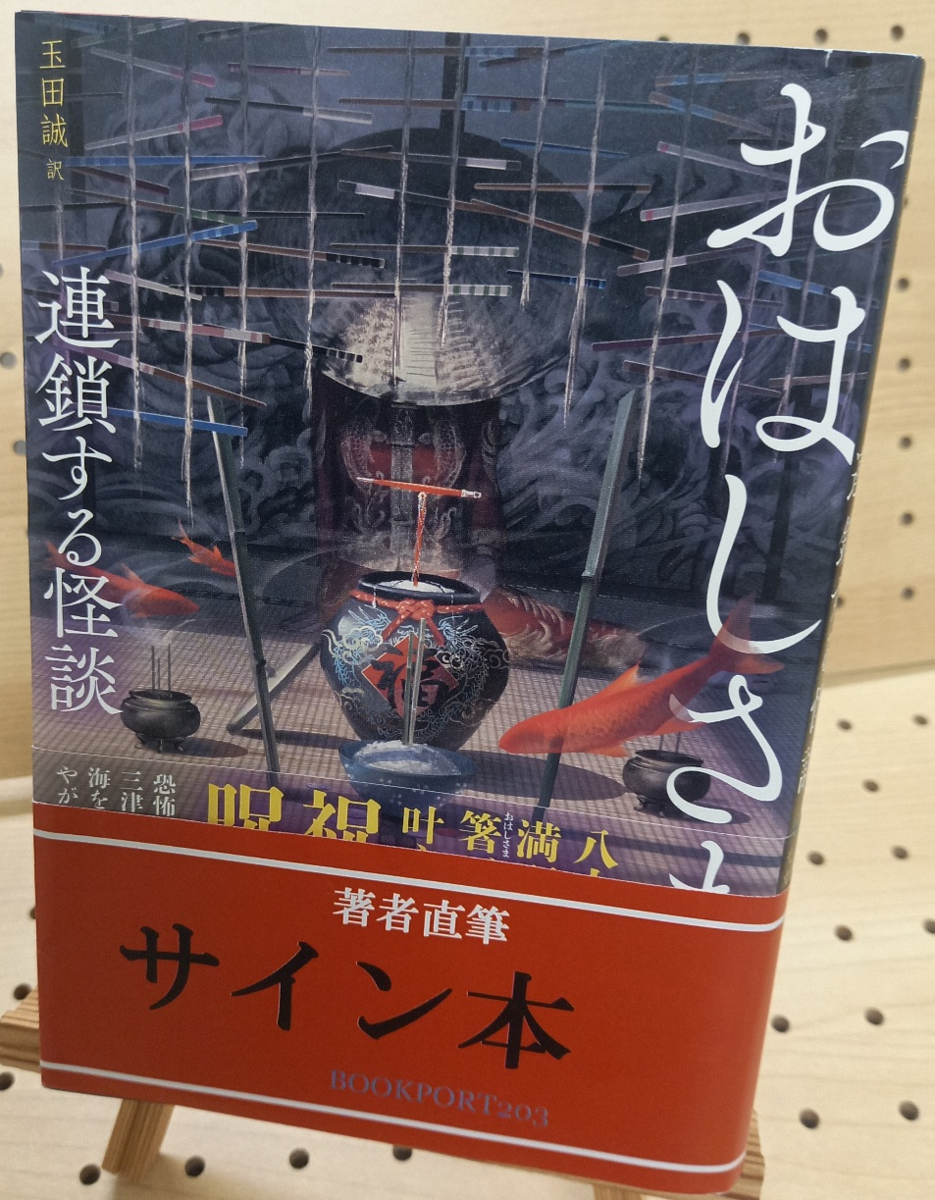 おはしさ
連鎖する怪談
玉田誠 訳
八
満
箸
おはしさま
叶
祝
呪
恐怖
三津
海を
やが
福
著者直筆
サイン本
BOOKPORT203